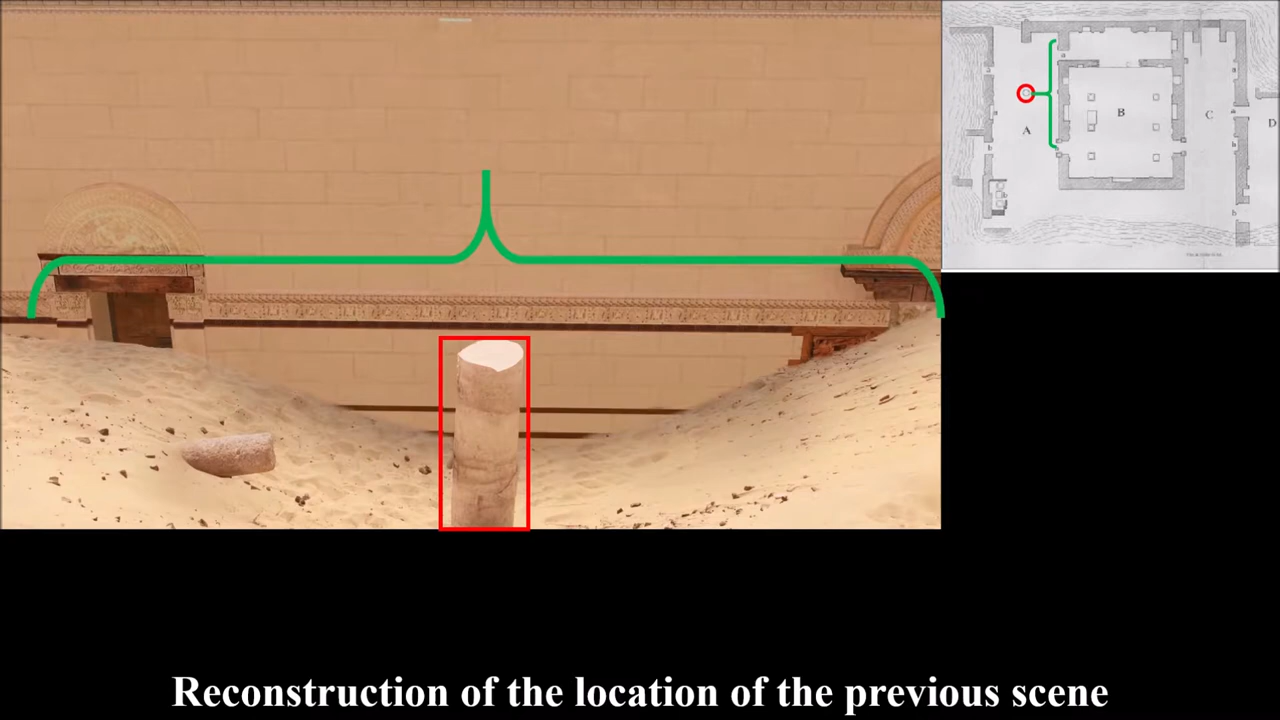 A
B
C
D
Reconstruction of the location of the previous scene